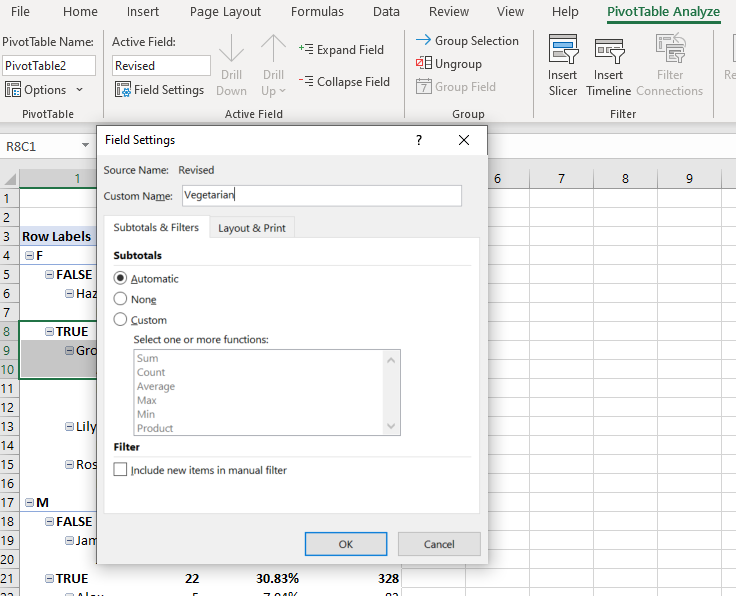 File Home Insert Page Layout Formulas Data Review View Help PivotTable Analyze
PivotTable Name:
PivotTable2
Options
PivotTable
Active Field:
Revised
Field Settings
Drill Down
Drill Up
Expand Field
Collapse Field
Active Field
Group Selection
Ungroup
7 Group Field
Group
Insert Slicer
Insert Timeline
Filter Connections
Filter
Re
R8C1
1 6 7 8 9
Field Settings ?
Source Name: Revised
Custom Name: Vegetarian
Subtotals & Filters Layout & Print
Subtotals
Automatic
None
Custom
Select one or more functions:
Sum
Count
Average
Max
Min
Product
Filter
Include new items in manual filter
OK Cancel
1
2
3 Row Labels
4 F
5 FALSE
6 Haz
7
8 TRUE
9 Gro
10
11
12
13 Lily
14
15 Ros
16
17 M
18 FALSE
19 Jam
20
21 TRUE 22 30.83% 328